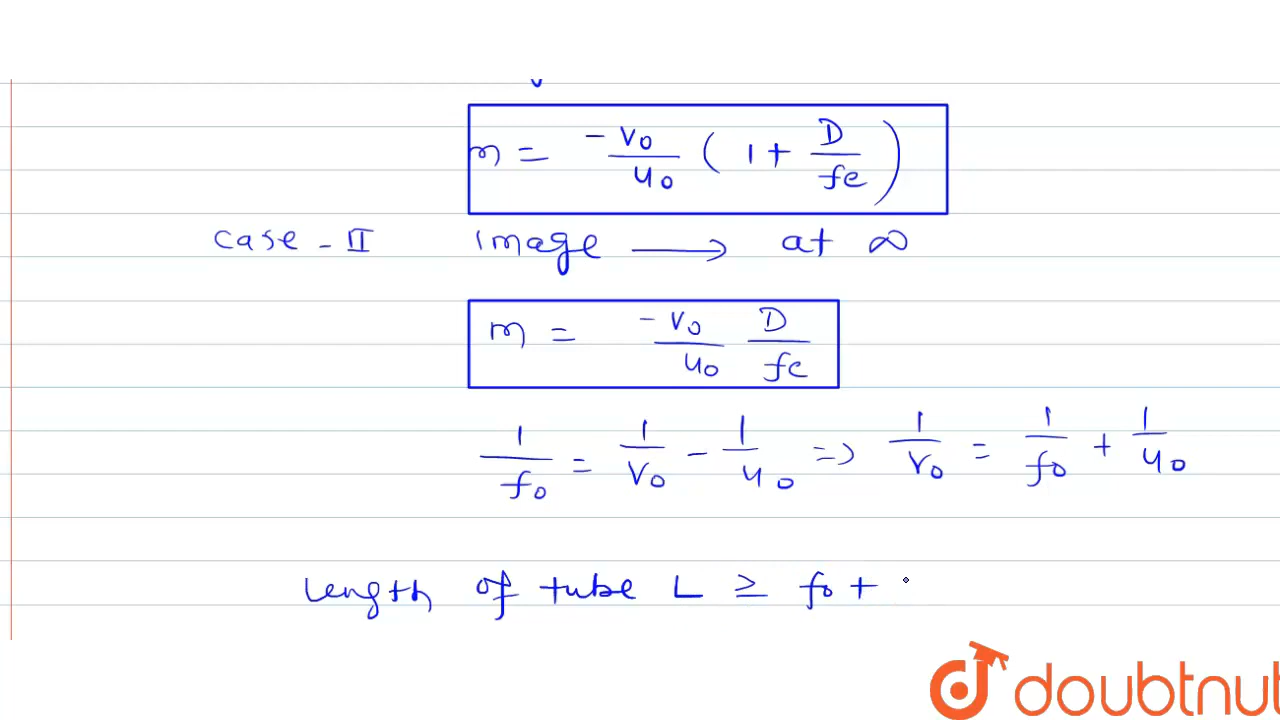 m = -v₀/u₀ (1 + D/fe)
case - II image ⟶ at ∞
m = -v₀/u₀ D/fe
1/f₀ = 1/v₀ - 1/u₀ ⇒ 1/v₀ = 1/f₀ + 1/u₀
length of tube L ≥ f₀ +
doubtnut